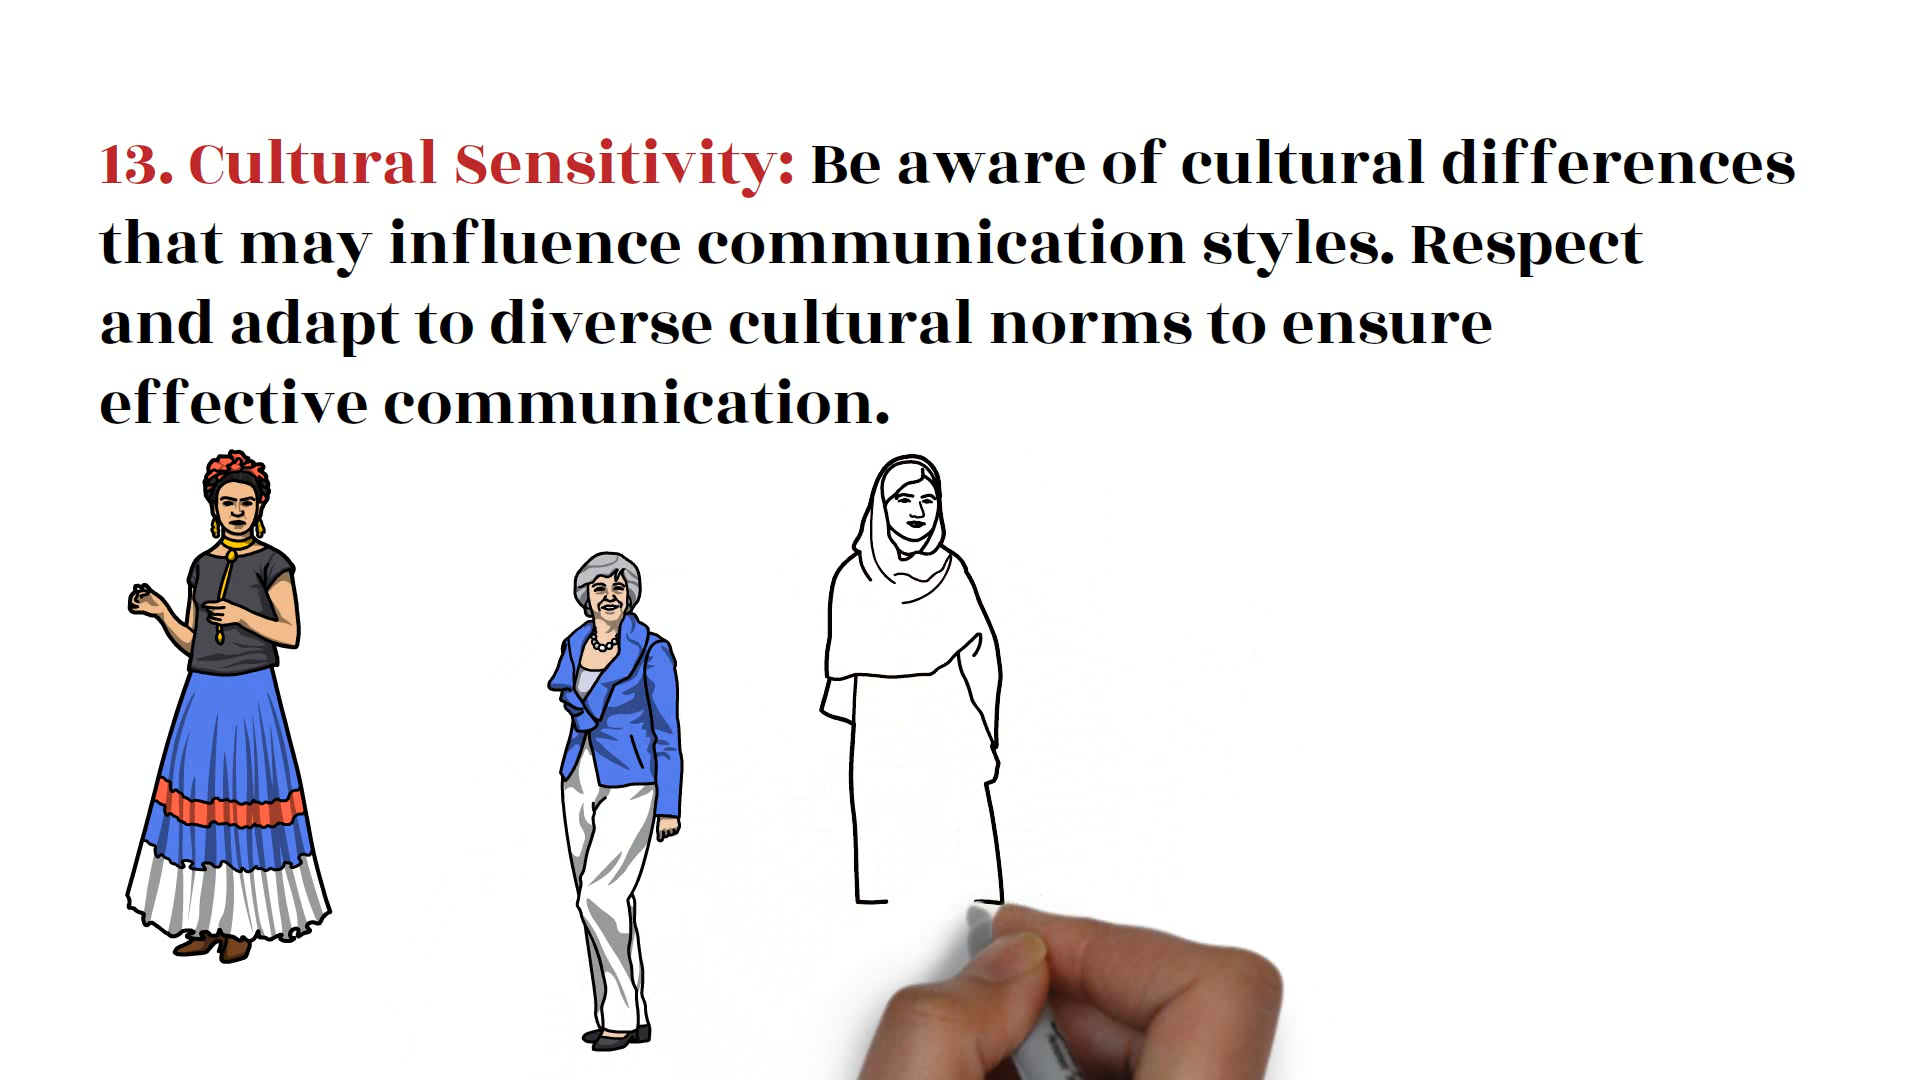 13. Cultural Sensitivity: Be aware of cultural differences
that may influence communication styles. Respect
and adapt to diverse cultural norms to ensure
effective communication.